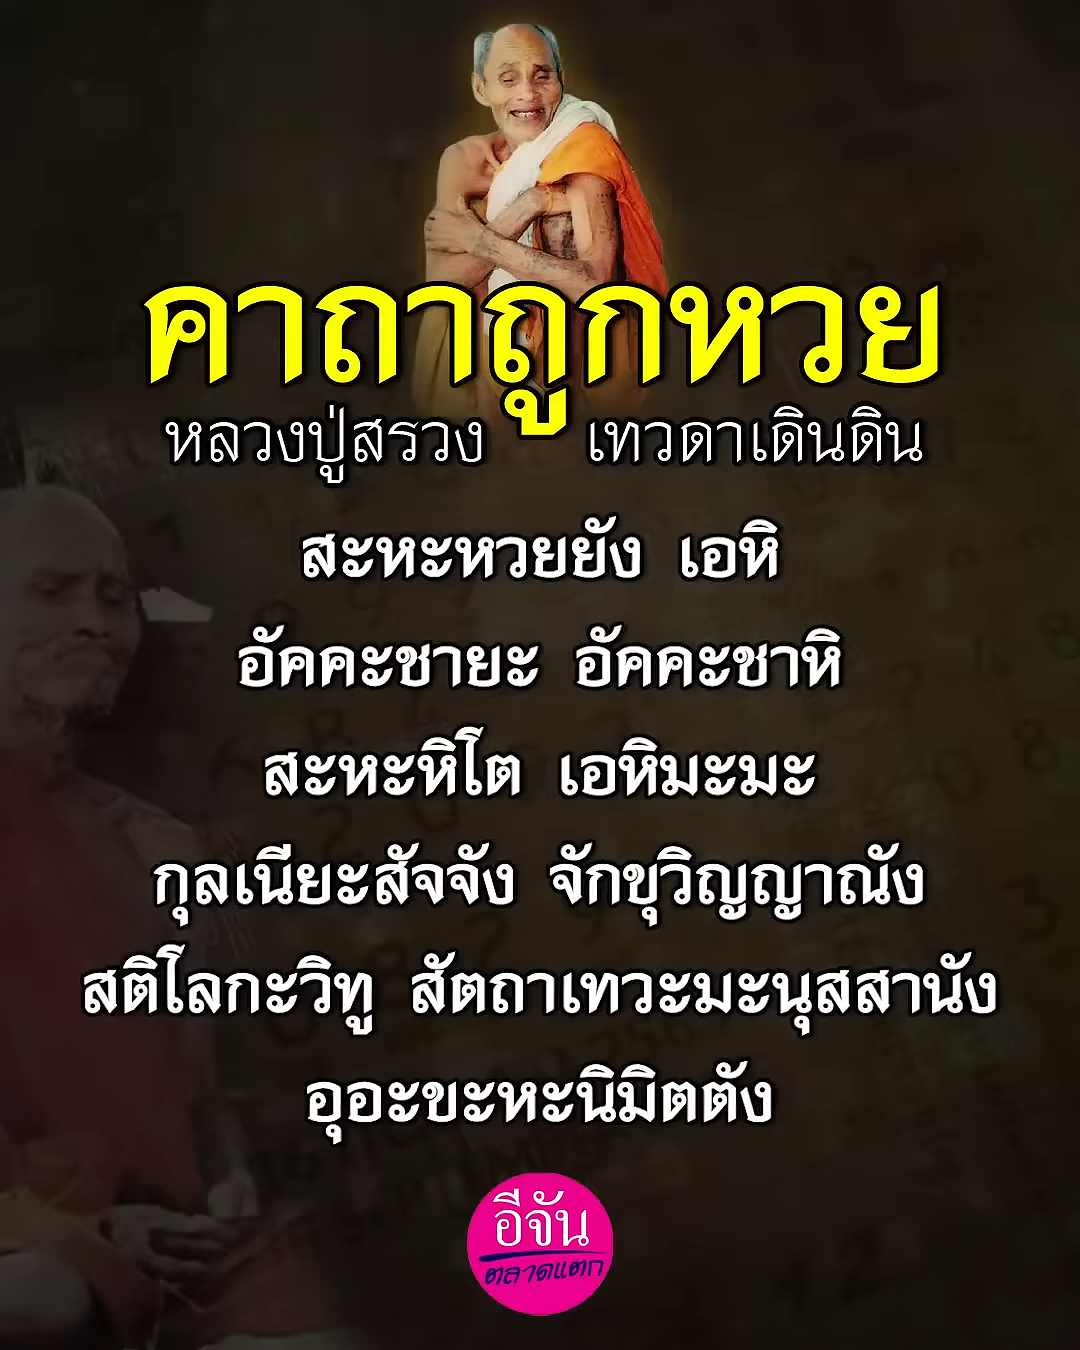 คาถาถูกหวย
หลวงปู่สรวง เทวดาเดินดิน
สะหะหวยยัง เอหิ
อัคคะชายะ อัคคะชาหิ
สะหะหิโต เอหิมะมะ
กุลเนียะสัจจัง จักขุวิญญาณัง
สติโลกะวิทู สัตถาเทวะมะนุสสานัง
อุอะขะหะนิมิตตัง
อีจัน
ตลาดแตก